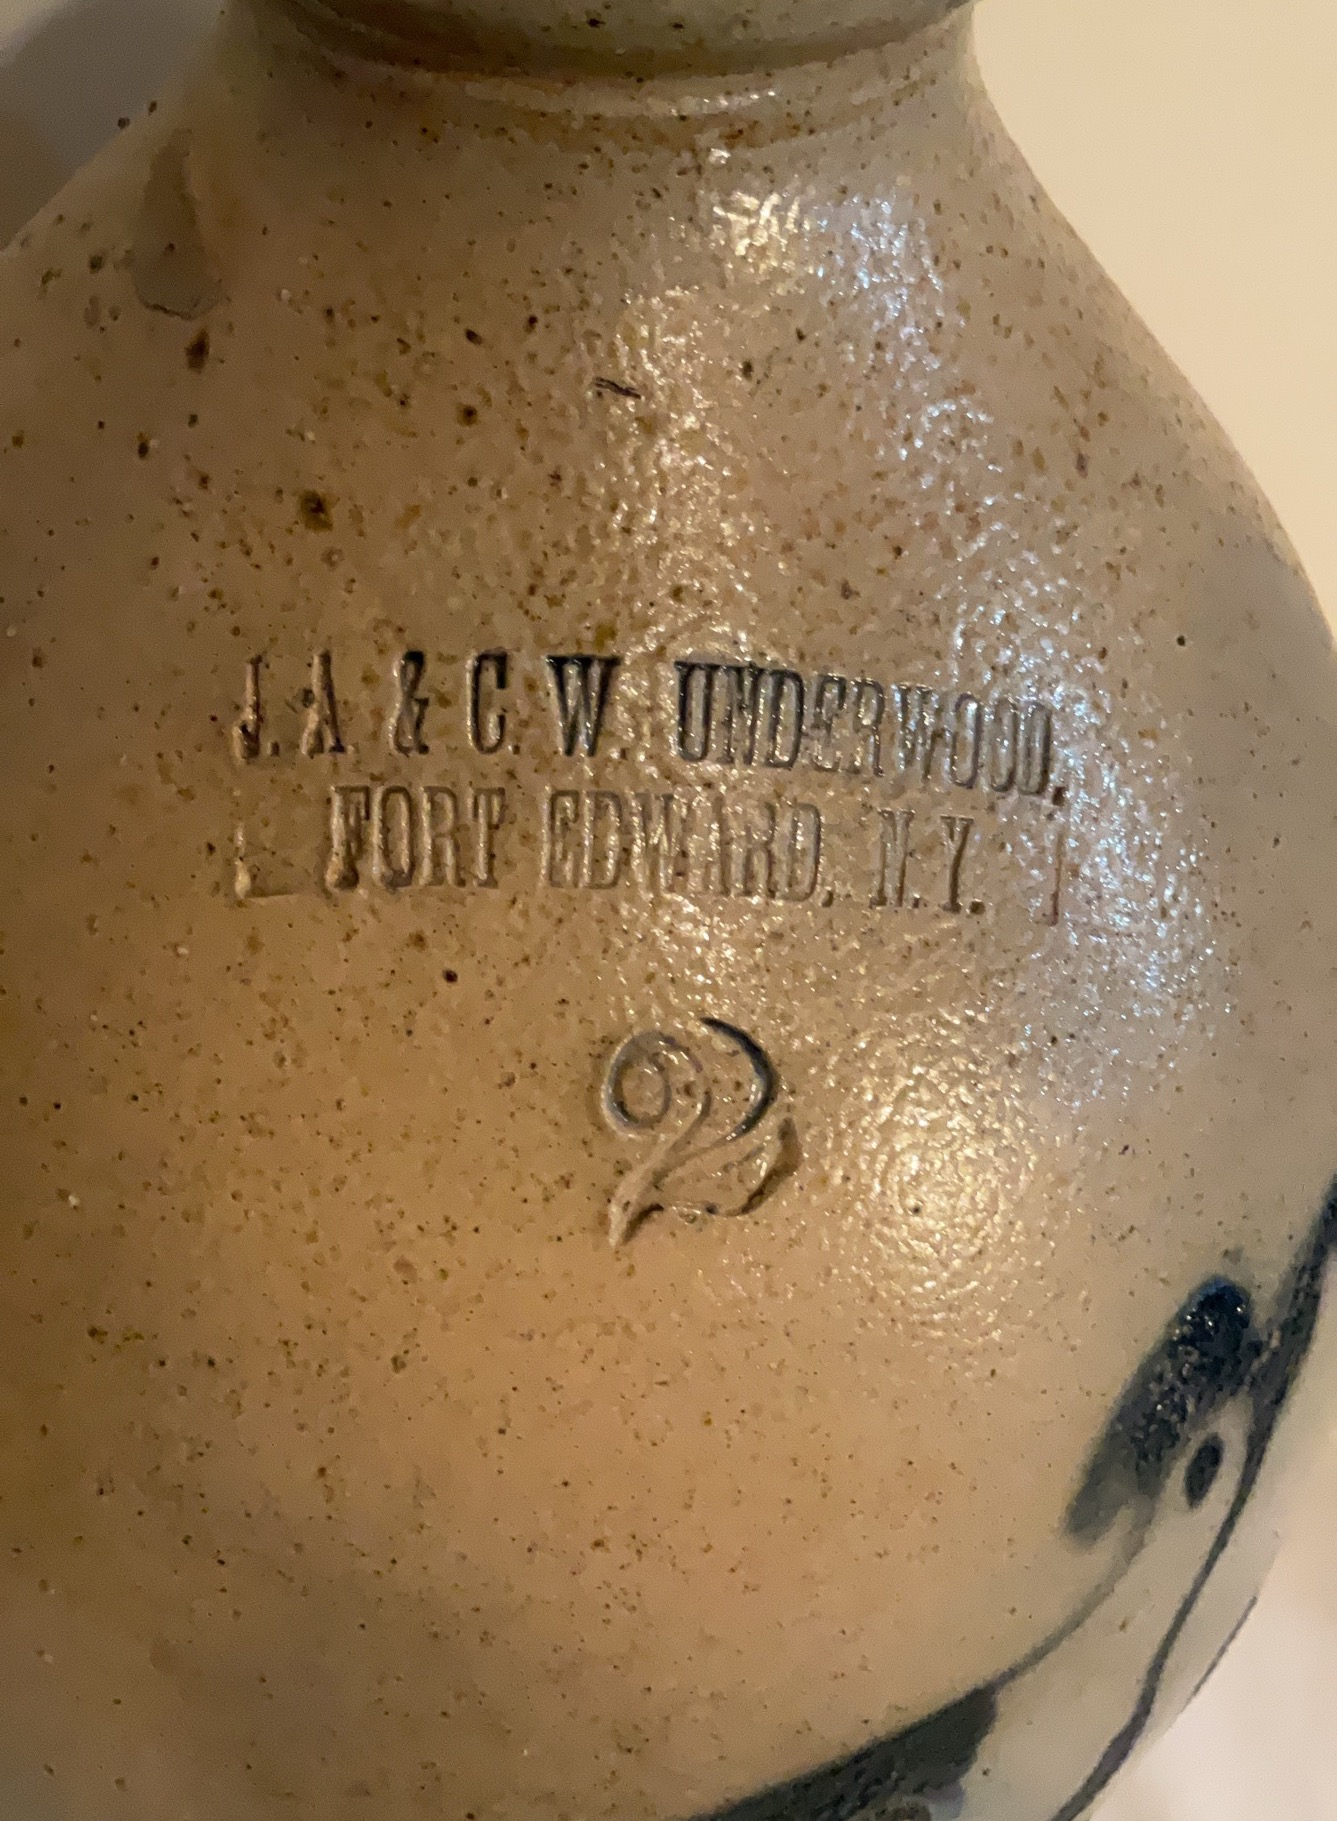 J. A. & C. W. UNDERWOOD,
FORT EDWARD, N.Y.
2